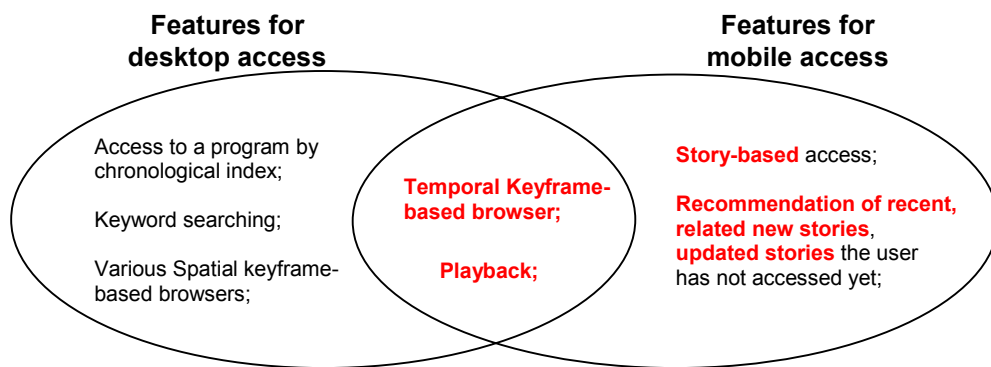 Features for
desktop access
Features for
mobile access
Access to a program by
chronological index;
Keyword searching;
Various Spatial keyframe-
based browsers;
Temporal Keyframe-
based browser;
Playback;
Story-based access;
Recommendation of recent,
related new stories,
updated stories the user
has not accessed yet;